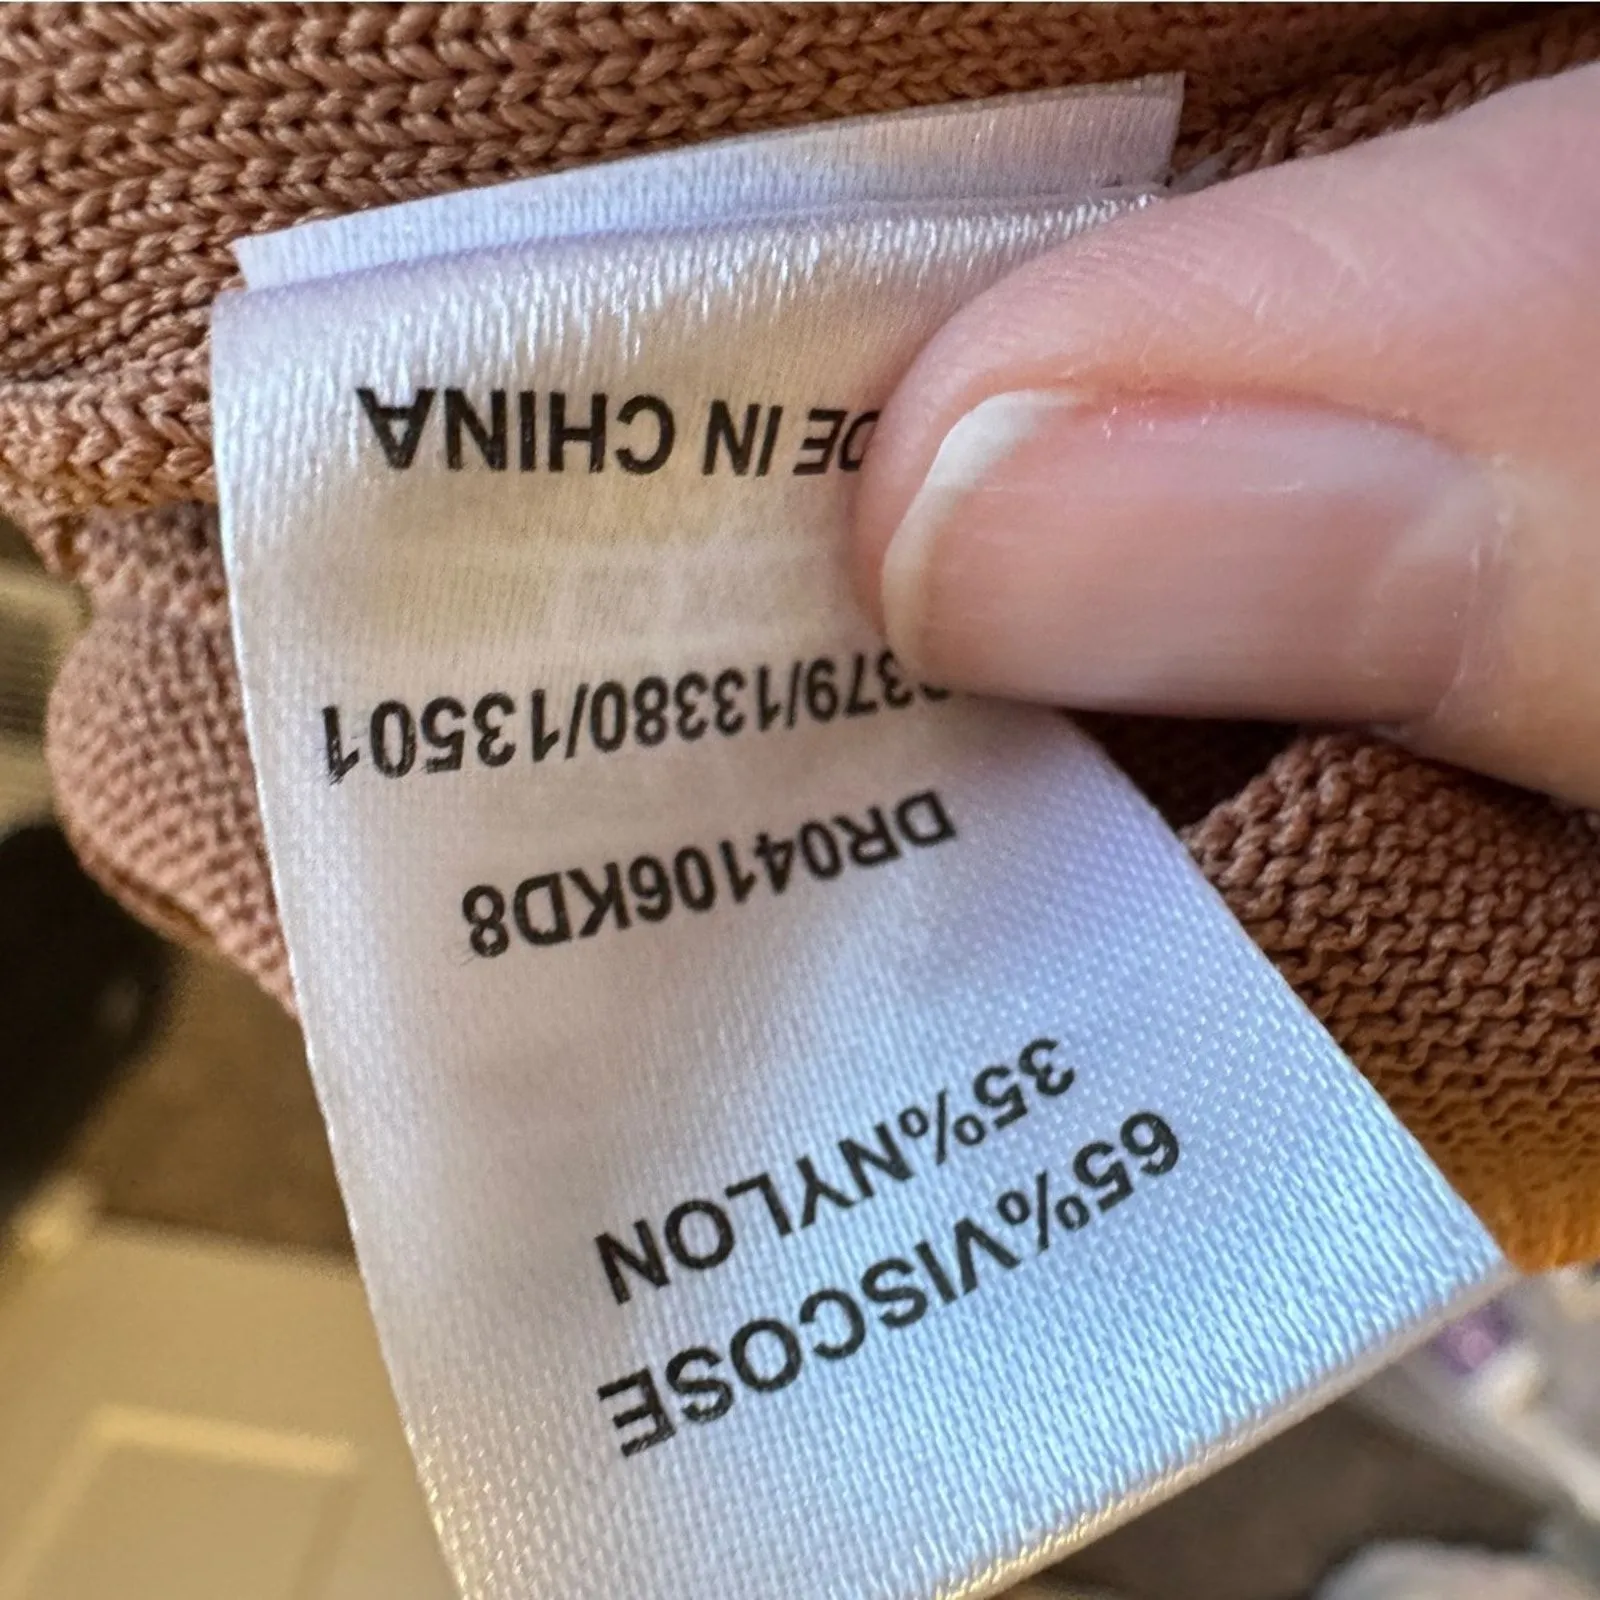 65%VISCOSE
35%NYLON
DR04106KD8
379/13380/13501
DE IN CHINA